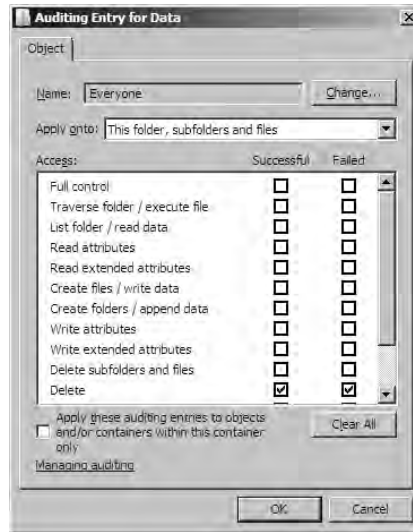 Auditing Entry for Data
Object
Name: Everyone Change...
Apply onto: This folder, subfolders and files
Access: Successful Failed
Full control
Traverse folder / execute file
List folder / read data
Read attributes
Read extended attributes
Create files / write data
Create folders / append data
Write attributes
Write extended attributes
Delete subfolders and files
Delete
Apply these auditing entries to objects
and/or containers within this container
only
Clear All
Managing auditing
OK Cancel